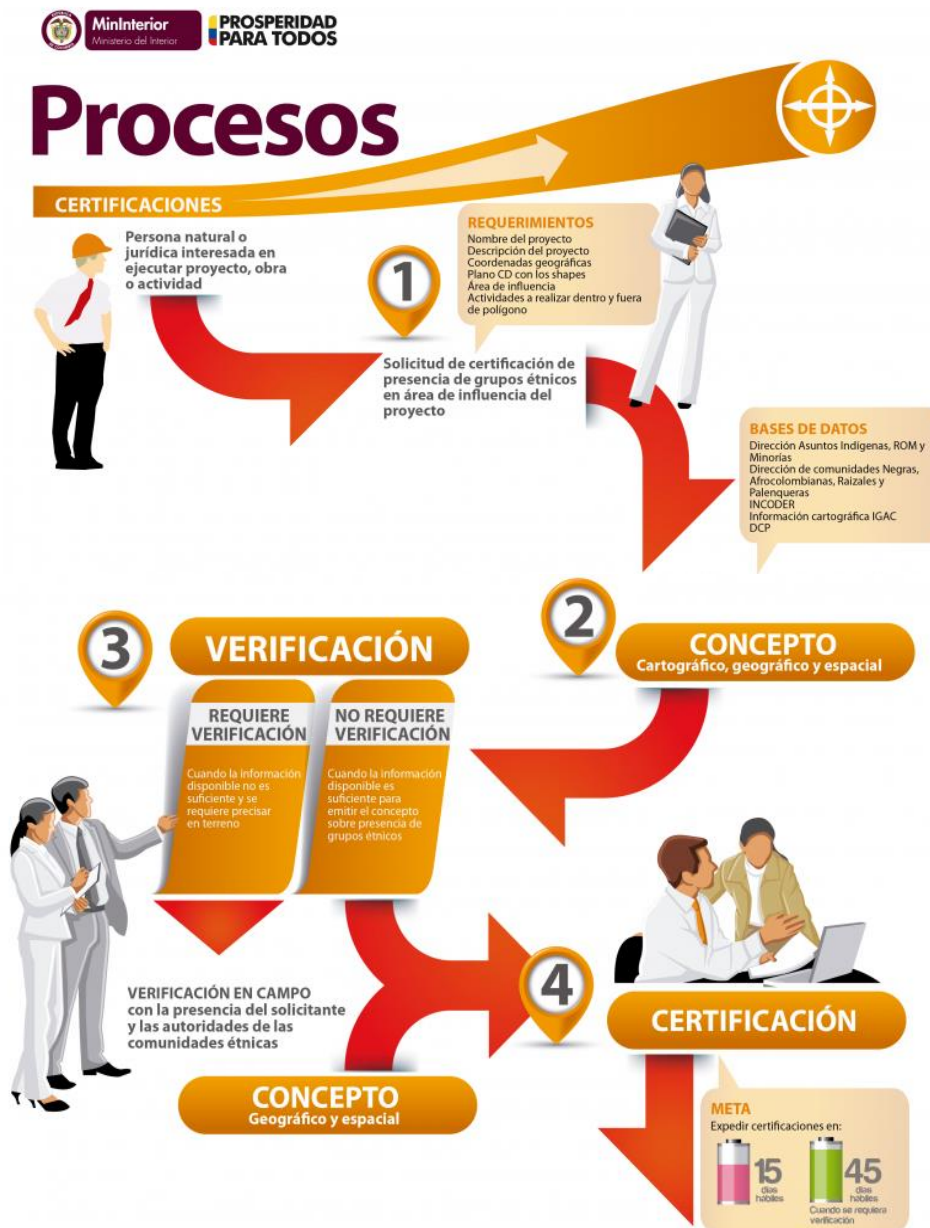 MinInterior
Ministerio del Interior
PROSPERIDAD
PARA TODOS
Procesos
CERTIFICACIONES
Persona natural o
jurídica interesada en
ejecutar proyecto, obra
o actividad
1
REQUERIMIENTOS
Nombre del proyecto
Descripción del proyecto
Coordenadas geográficas
Plano CD con los shapes
Área de influencia
Actividades a realizar dentro y fuera
de polígono
Solicitud de certificación de
presencia de grupos étnicos
en área de influencia del
proyecto
BASES DE DATOS
Dirección Asuntos Indígenas, ROM y
Minorías
Dirección de comunidades Negras,
Afrocolombianas, Raizales y
Palenqueras
INCODER
Información cartográfica IGAC
DCP
2
CONCEPTO
Cartográfico, geográfico y espacial
3
VERIFICACIÓN
REQUIERE
VERIFICACIÓN
Cuando la información
disponible no es
suficiente y se
requiere precisar
en terreno
NO REQUIERE
VERIFICACIÓN
Cuando la información
disponible es
suficiente para
emitir el concepto
sobre presencia de
grupos étnicos
VERIFICACIÓN EN CAMPO
con la presencia del solicitante
y las autoridades de las
comunidades étnicas
CONCEPTO
Geográfico y espacial
4
CERTIFICACIÓN
META
Expedir certificaciones en:
15
días
hábiles
45
días
hábiles
Cuando se requiera
verificación